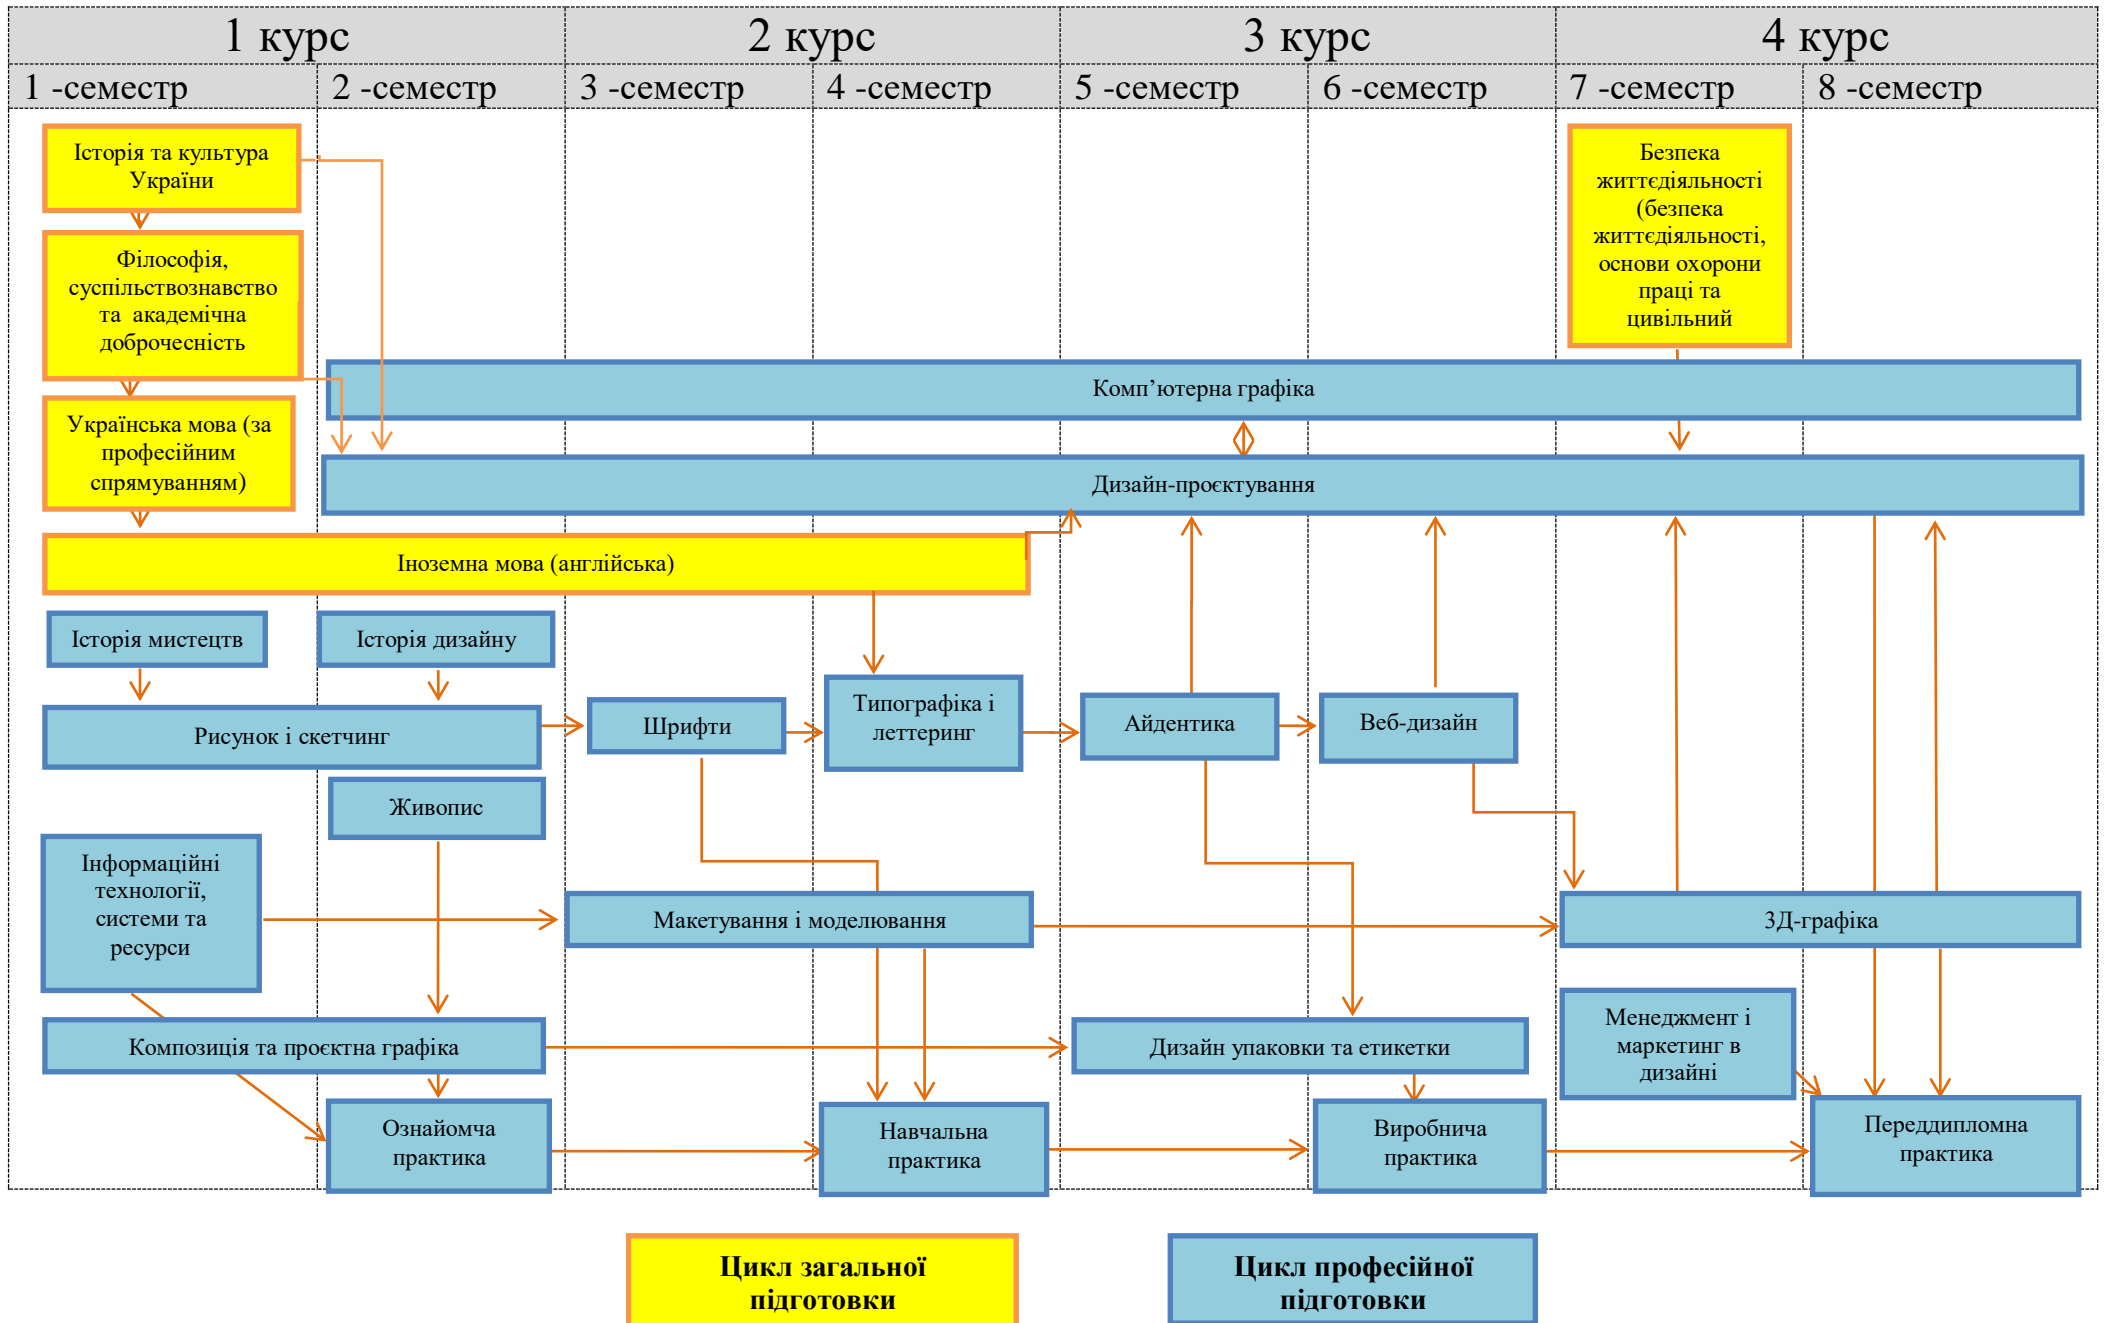 1 курс
2 курс
3 курс
4 курс
1 -семестр
2 -семестр
3 -семестр
4 -семестр
5 -семестр
6 -семестр
7 -семестр
8 -семестр
Історія та культура
України
Безпека
життєдіяльності
(безпека
життєдіяльності,
основи охорони
праці та
цивільний
Філософія,
суспільствознавство
та академічна
доброчесність
Комп’ютерна графіка
Українська мова (за
професійним
спрямуванням)
Дизайн-проєктування
Іноземна мова (англійська)
Історія мистецтв
Історія дизайну
Рисунок і скетчинг
Шрифти
Типографіка і
леттеринг
Айдентика
Веб-дизайн
Живопис
Інформаційні
технології,
системи та
ресурси
Макетування і моделювання
3Д-графіка
Композиція та проєктна графіка
Дизайн упаковки та етикетки
Менеджмент і
маркетинг в
дизайні
Ознайомча
практика
Навчальна
практика
Виробнича
практика
Переддипломна
практика
Цикл загальної
підготовки
Цикл професійної
підготовки